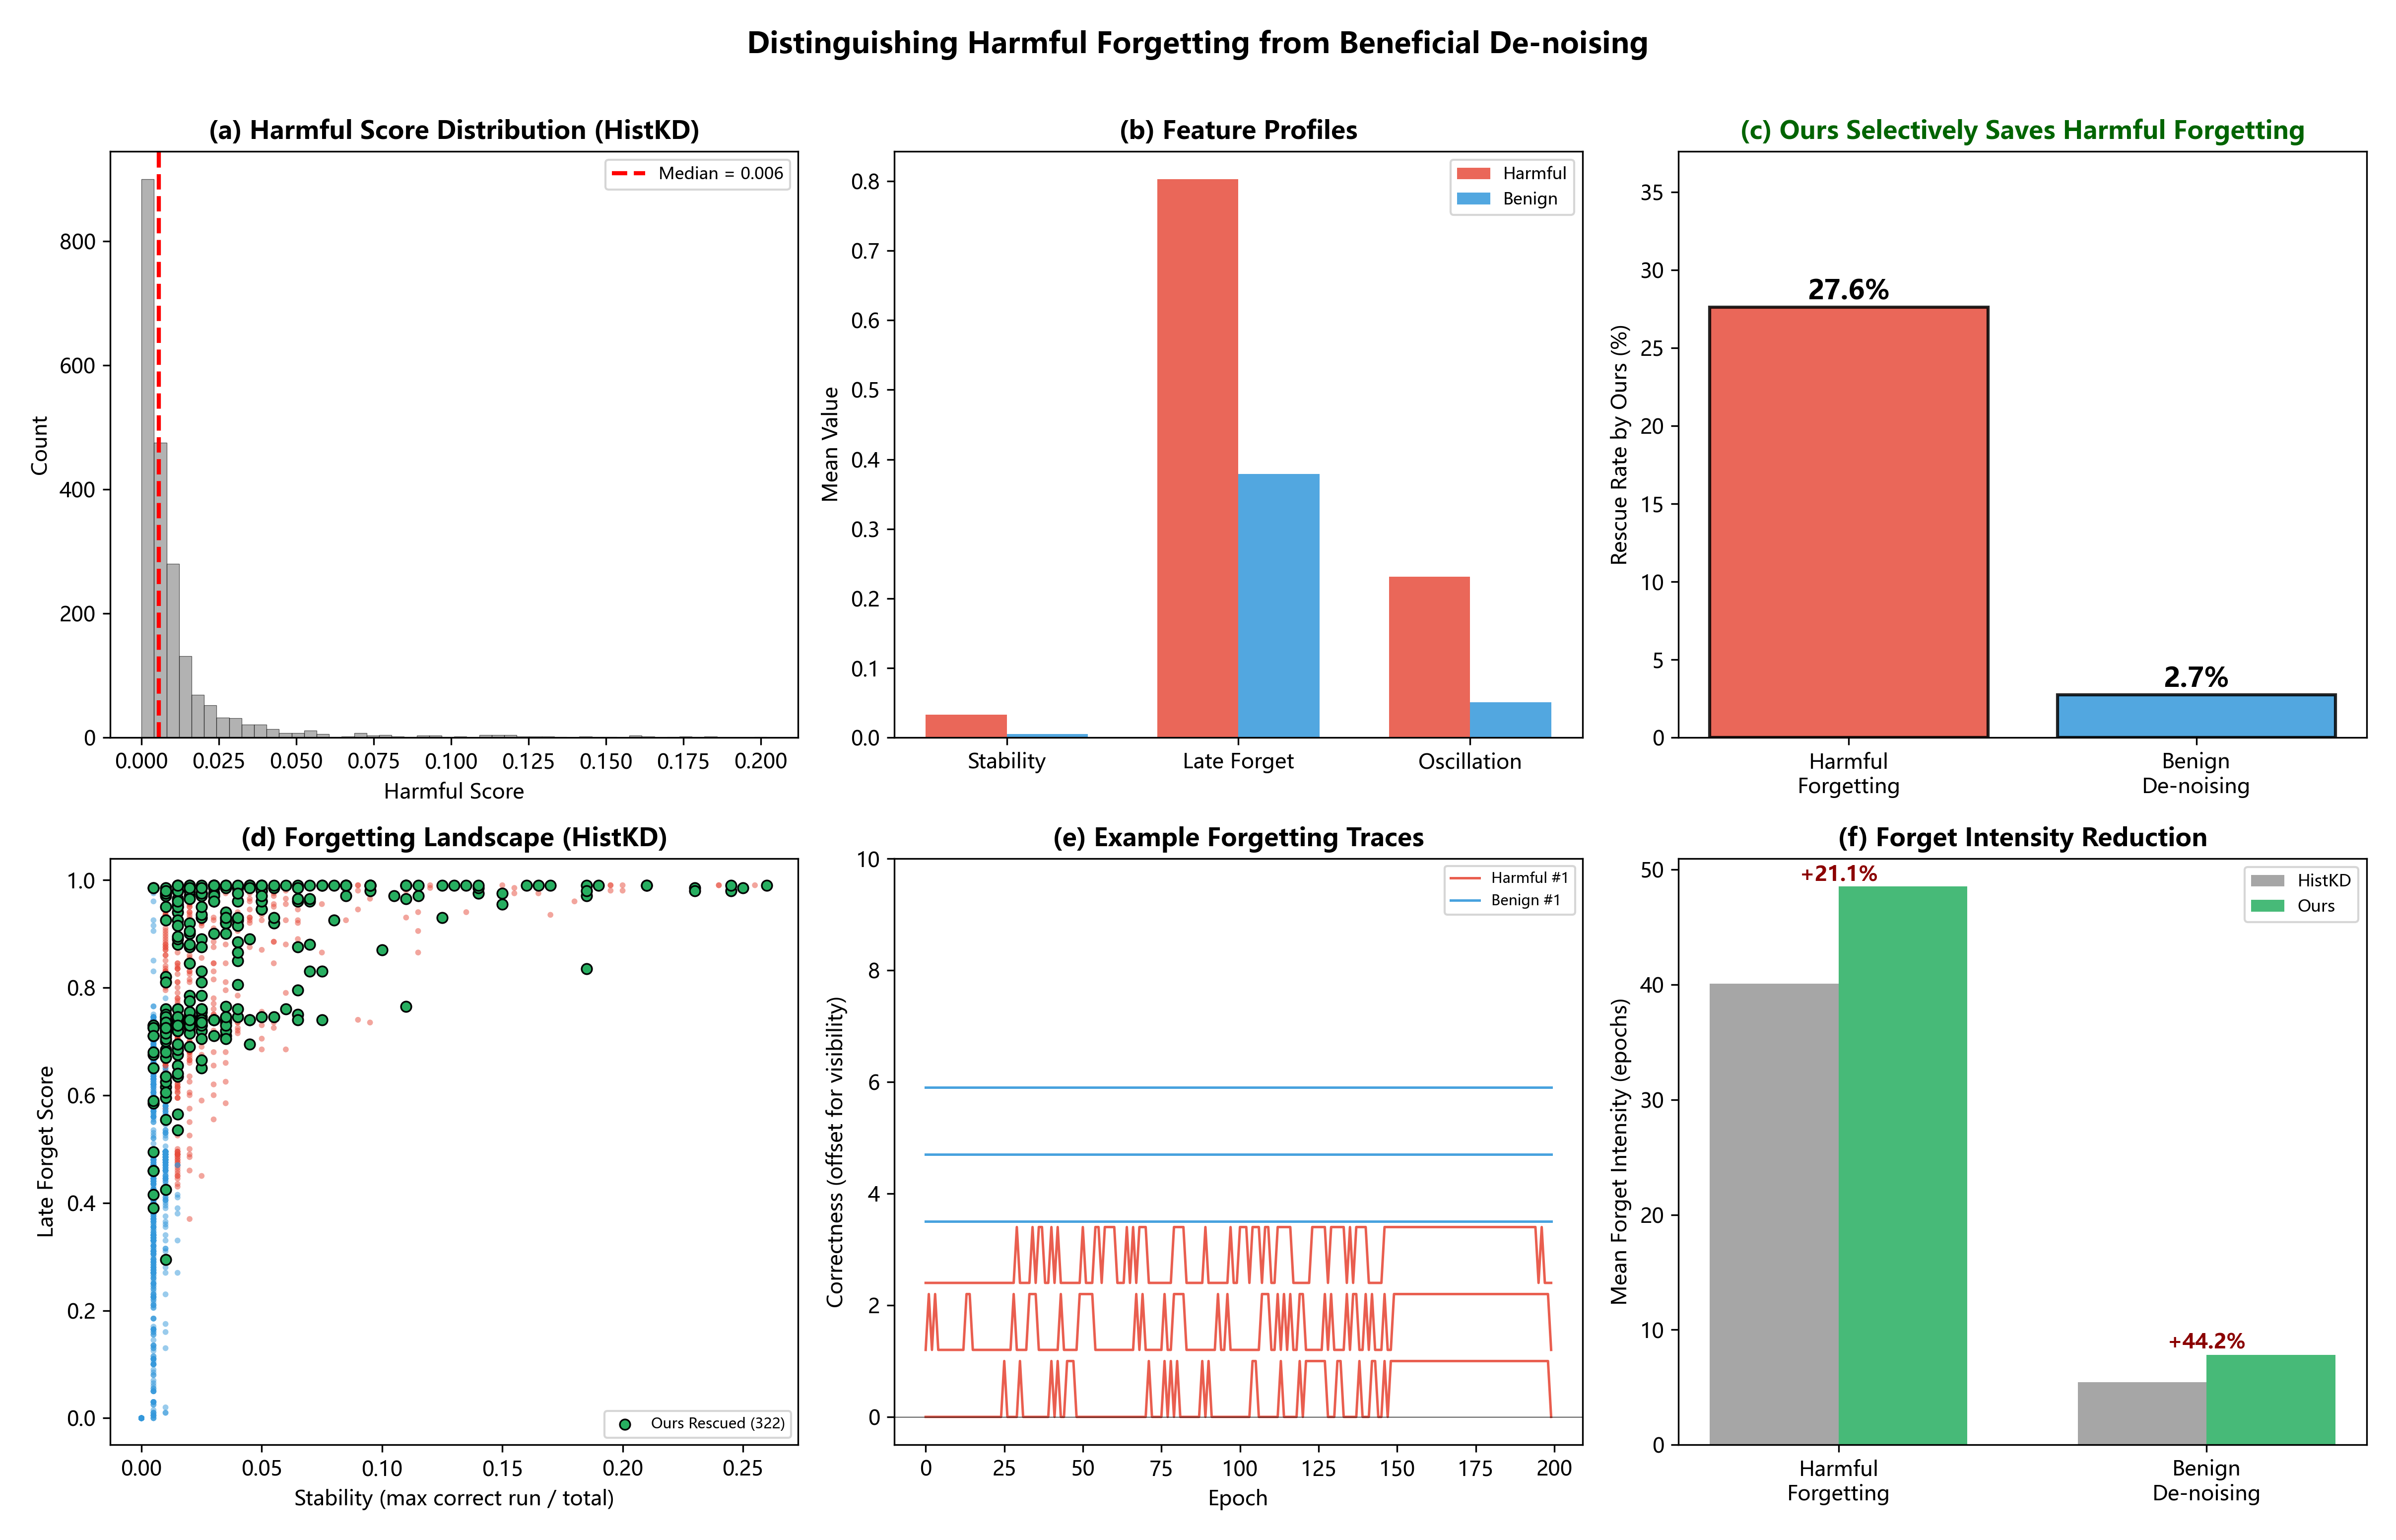 Distinguishing Harmful Forgetting from Beneficial De-noising
(a) Harmful Score Distribution (HistKD)
Median = 0.006
800
600
400
200
0
Count
0.000 0.025 0.050 0.075 0.100 0.125 0.150 0.175 0.200
Harmful Score
(b) Feature Profiles
Harmful
Benign
0.8
0.7
0.6
0.5
0.4
0.3
0.2
0.1
0.0
Mean Value
Stability Late Forget Oscillation
(c) Ours Selectively Saves Harmful Forgetting
35
30
25
20
15
10
5
0
Rescue Rate by Ours (%)
27.6%
2.7%
Harmful
Forgetting
Benign
De-noising
(d) Forgetting Landscape (HistKD)
1.0
0.8
0.6
0.4
0.2
0.0
Late Forget Score
Ours Rescued (322)
0.00 0.05 0.10 0.15 0.20 0.25
Stability (max correct run / total)
(e) Example Forgetting Traces
Harmful #1
Benign #1
10
8
6
4
2
0
Correctness (offset for visibility)
0 25 50 75 100 125 150 175 200
Epoch
(f) Forget Intensity Reduction
HistKD
Ours
50
40
30
20
10
0
Mean Forget Intensity (epochs)
+21.1%
+44.2%
Harmful
Forgetting
Benign
De-noising